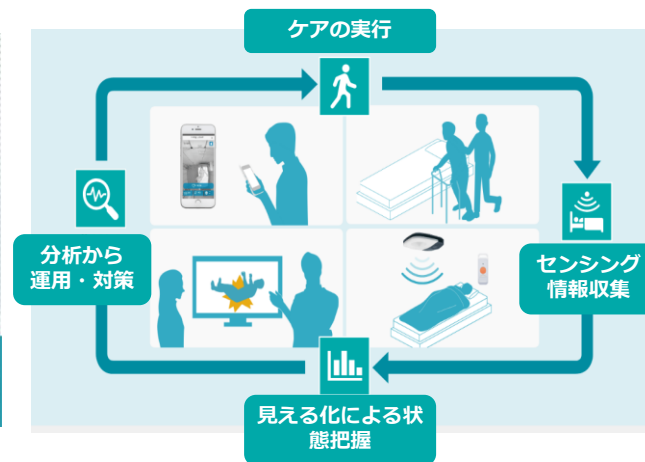 ケアの実行
分析から
運用・対策
センシング
情報収集
見える化による状
態把握